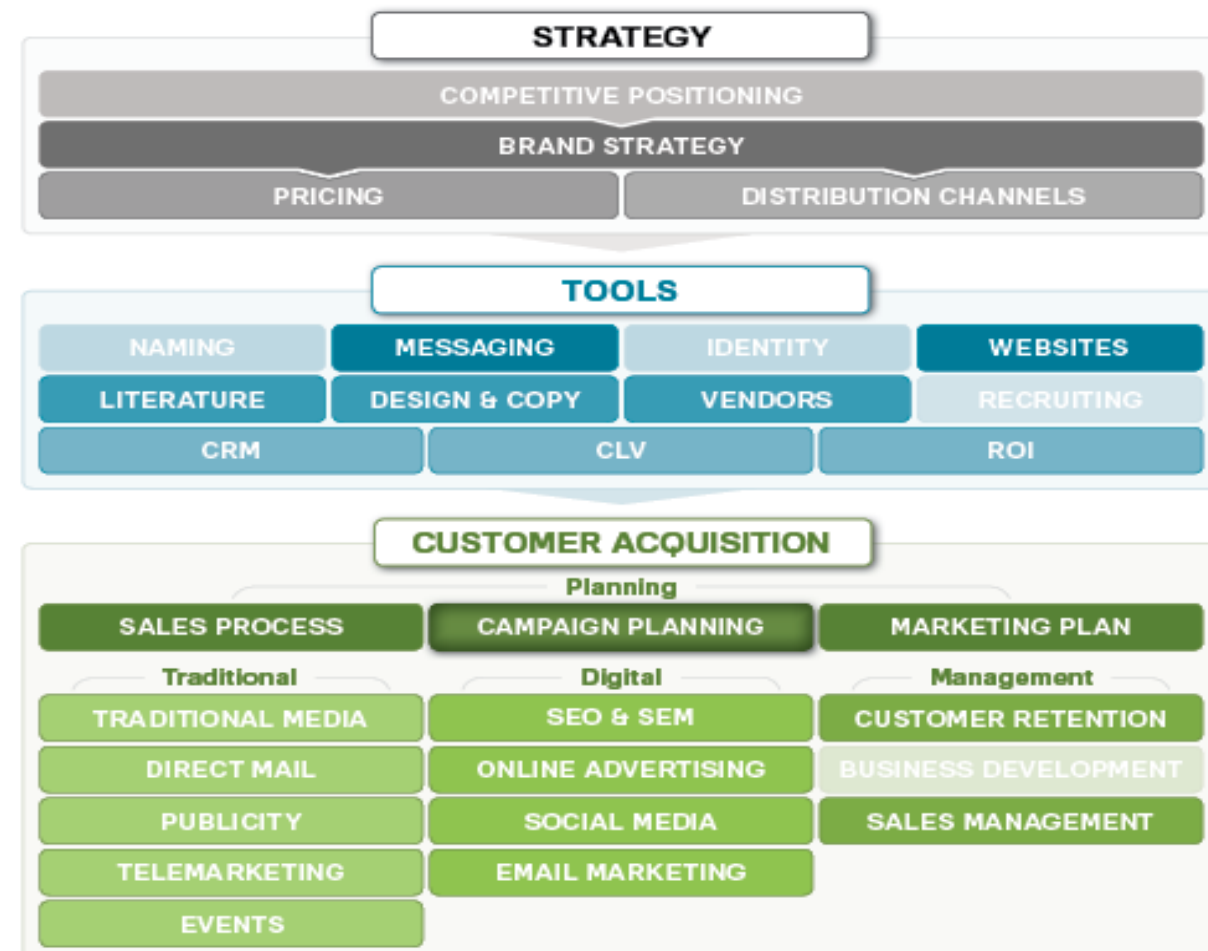 STRATEGY
COMPETITIVE POSITIONING
BRAND STRATEGY
PRICING DISTRIBUTION CHANNELS
TOOLS
NAMING MESSAGING IDENTITY WEBSITES
LITERATURE DESIGN & COPY VENDORS RECRUITING
CRM CLV ROI
CUSTOMER ACQUISITION
Planning
SALES PROCESS CAMPAIGN PLANNING MARKETING PLAN
Traditional Digital Management
TRADITIONAL MEDIA SEO & SEM CUSTOMER RETENTION
DIRECT MAIL ONLINE ADVERTISING BUSINESS DEVELOPMENT
PUBLICITY SOCIAL MEDIA SALES MANAGEMENT
TELEMARKETING EMAIL MARKETING
EVENTS